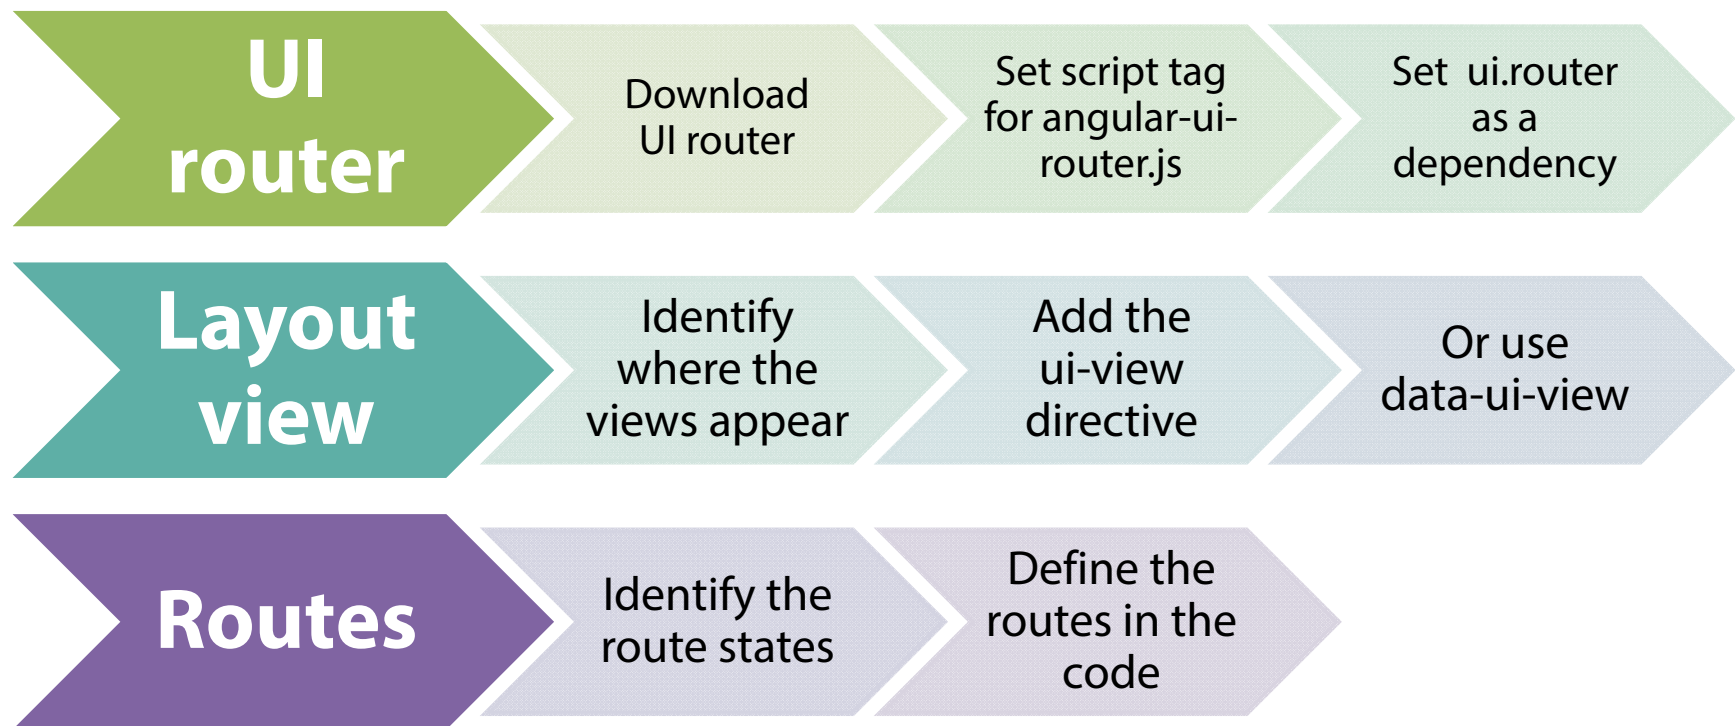 UI
router
Download
UI router
Set script tag
for angular-ui-
router.js
Set  ui.router
as a
dependency
Layout
view
Identify
where the
views appear
Add the
ui-view
directive
Or use
data-ui-view
Routes
Identify the
route states
Define the
routes in the
code